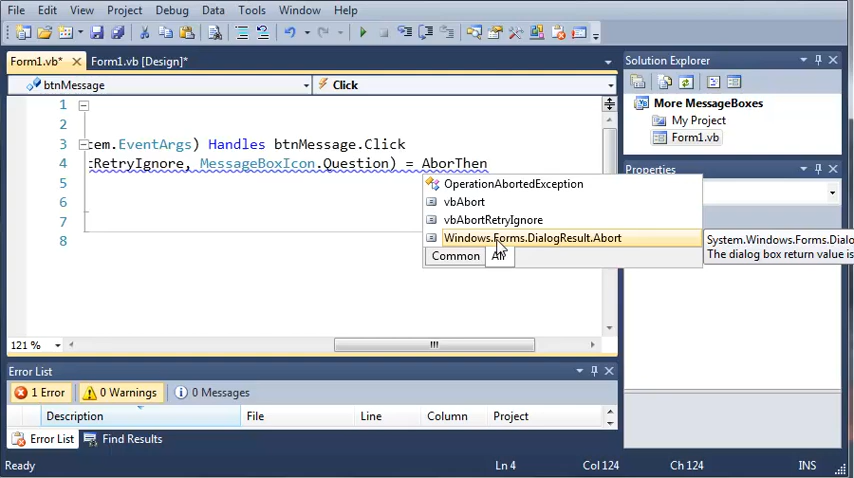 File Edit View Project Debug Data Tools Window Help
Form1.vb* Form1.vb [Design]*
btnMessage Click
1
2
3 tem.EventArgs) Handles btnMessage.Click
4 :RetryIgnore, MessageBoxIcon.Question) = AborThen
5
6
7
8
OperationAbortedException
vbAbort
vbAbortRetryIgnore
Windows.Forms.DialogResult.Abort
Common All
System.Windows.Forms.Dialo
The dialog box return value is
121 %
Solution Explorer
More MessageBoxes
My Project
Form1.vb
Properties
Error List
1 Error 0 Warnings 0 Messages
Description File Line Column Project
Error List Find Results
Ready Ln 4 Col 124 Ch 124 INS